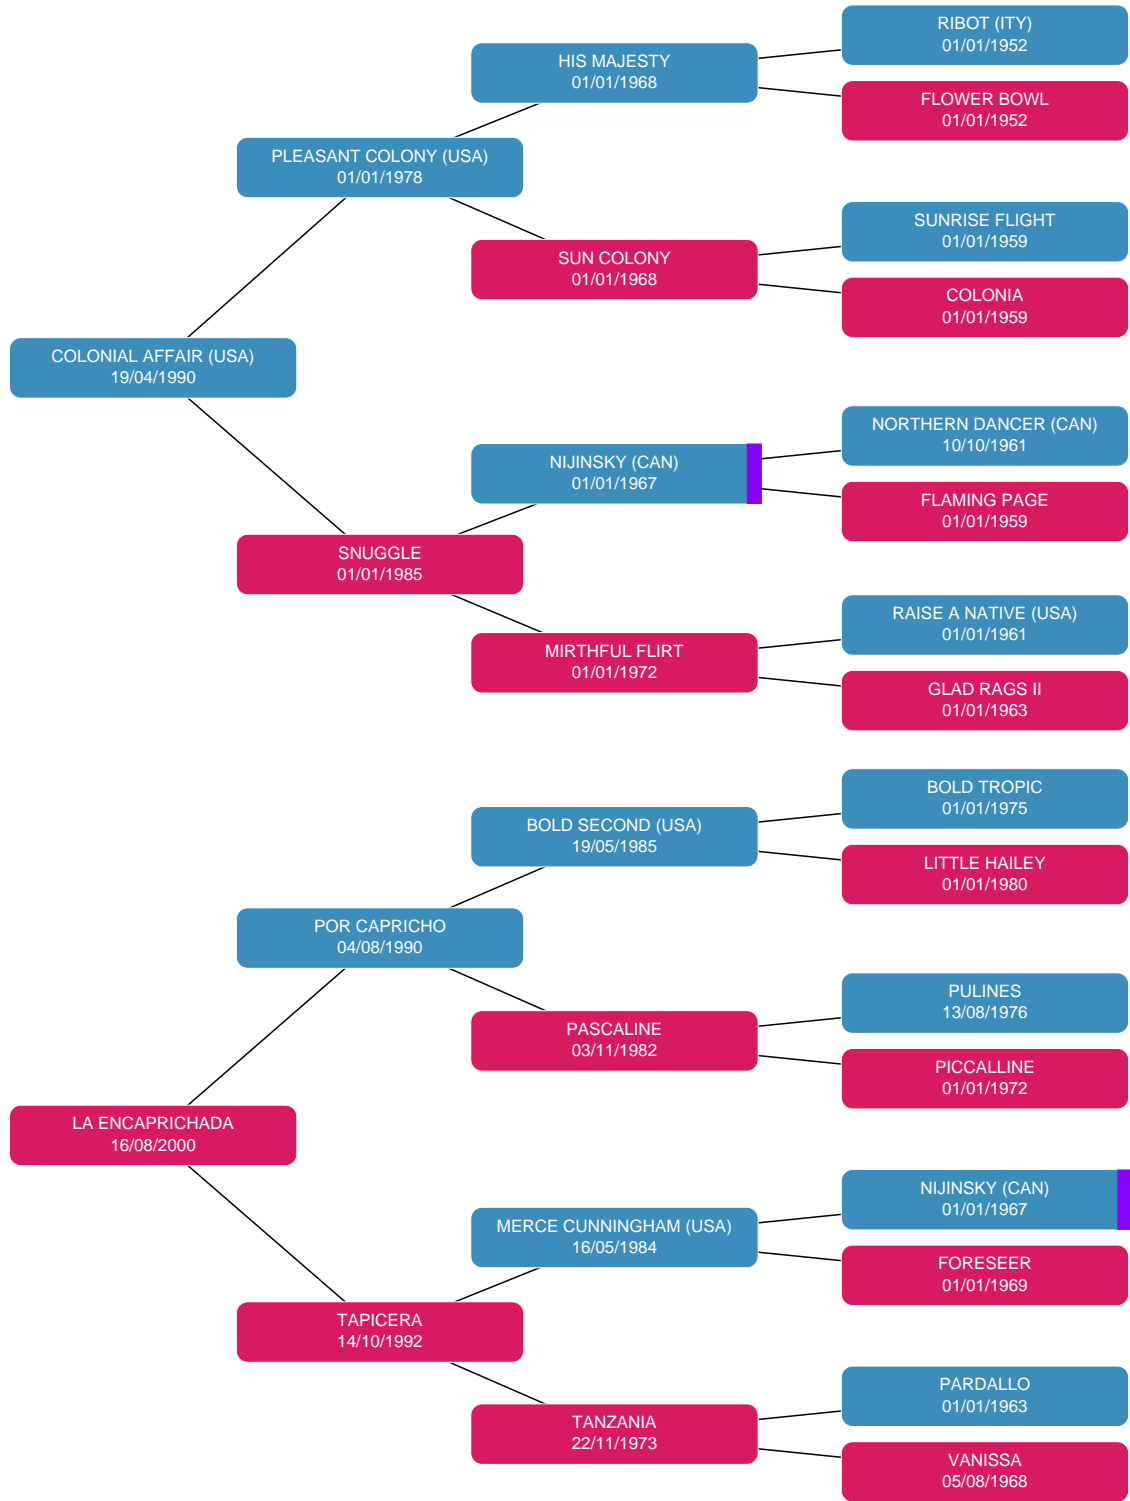 RIBOT (ITY)
01/01/1952
HIS MAJESTY
01/01/1968
FLOWER BOWL
01/01/1952
PLEASANT COLONY (USA)
01/01/1978
SUNRISE FLIGHT
01/01/1959
SUN COLONY
01/01/1968
COLONIA
01/01/1959
COLONIAL AFFAIR (USA)
19/04/1990
NORTHERN DANCER (CAN)
10/10/1961
NIJINSKY (CAN)
01/01/1967
FLAMING PAGE
01/01/1959
SNUGGLE
01/01/1985
RAISE A NATIVE (USA)
01/01/1961
MIRTHFUL FLIRT
01/01/1972
GLAD RAGS II
01/01/1963
BOLD TROPIC
01/01/1975
BOLD SECOND (USA)
19/05/1985
LITTLE HAILEY
01/01/1980
POR CAPRICHO
04/08/1990
PULINES
13/08/1976
PASCALINE
03/11/1982
PICCALLINE
01/01/1972
LA ENCAPRICHADA
16/08/2000
NIJINSKY (CAN)
01/01/1967
MERCE CUNNINGHAM (USA)
16/05/1984
FORESEER
01/01/1969
TAPICERA
14/10/1992
PARDALLO
01/01/1963
TANZANIA
22/11/1973
VANISSA
05/08/1968